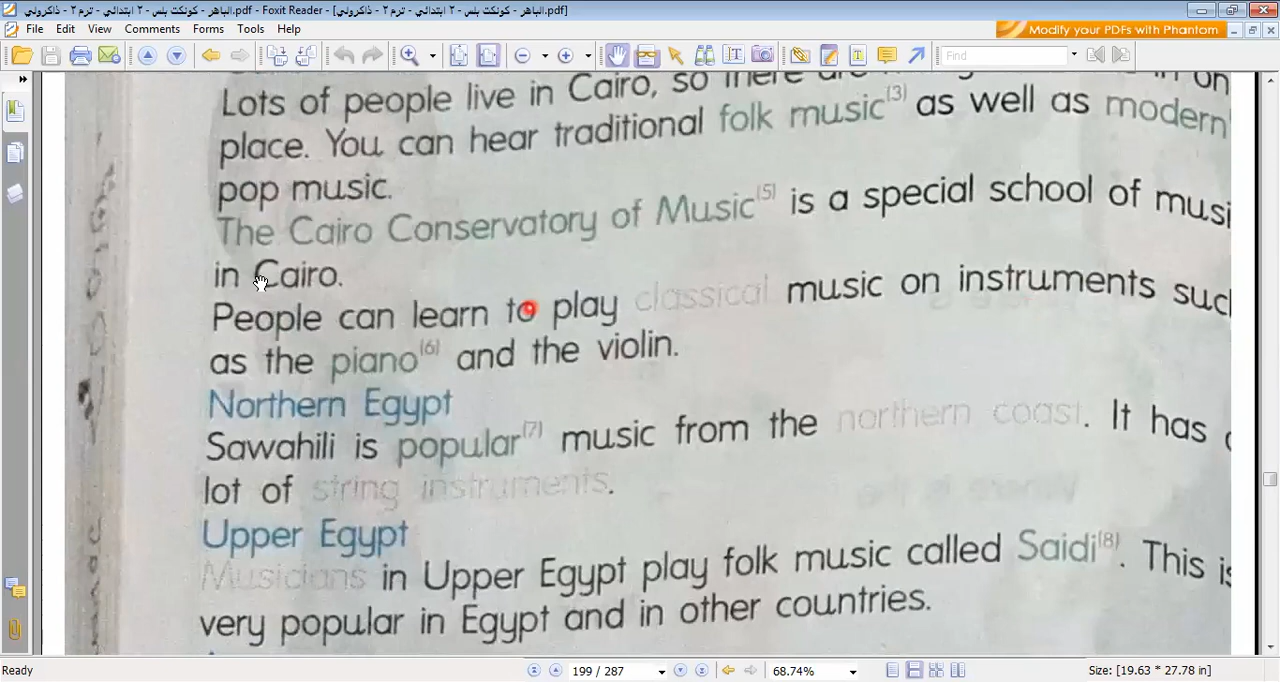 الباهر - كونكت بلس - ٢ ابتدائي - ترم ٢ - ذاكرولي.pdf - Foxit Reader - [الباهر - كونكت بلس - ٢ ابتدائي - ترم ٢ - ذاكرولي.pdf]
File Edit View Comments Forms Tools Help
Modify your PDFs with Phantom
Find
Lots of people live in Cairo, so there are in on
place. You can hear traditional folk music(3) as well as modern
pop music.
The Cairo Conservatory of Music(5) is a special school of musi
in Cairo.
People can learn to play classical music on instruments suc
as the piano(6) and the violin.
Northern Egypt
Sawahili is popular(7) music from the northern coast. It has
lot of string instruments.
Upper Egypt
Musicians in Upper Egypt play folk music called Saidi(8). This is
very popular in Egypt and in other countries.
Ready
199 / 287
68.74%
Size: [19.63 * 27.78 in]